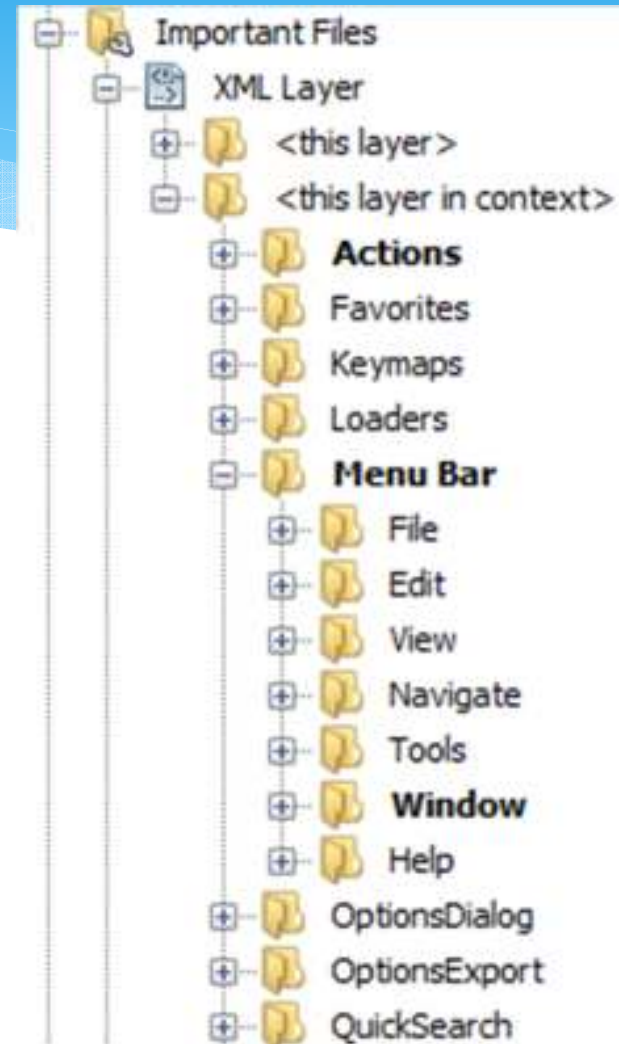 Important Files
XML Layer
<this layer>
<this layer in context>
Actions
Favorites
Keymaps
Loaders
Menu Bar
File
Edit
View
Navigate
Tools
Window
Help
OptionsDialog
OptionsExport
QuickSearch